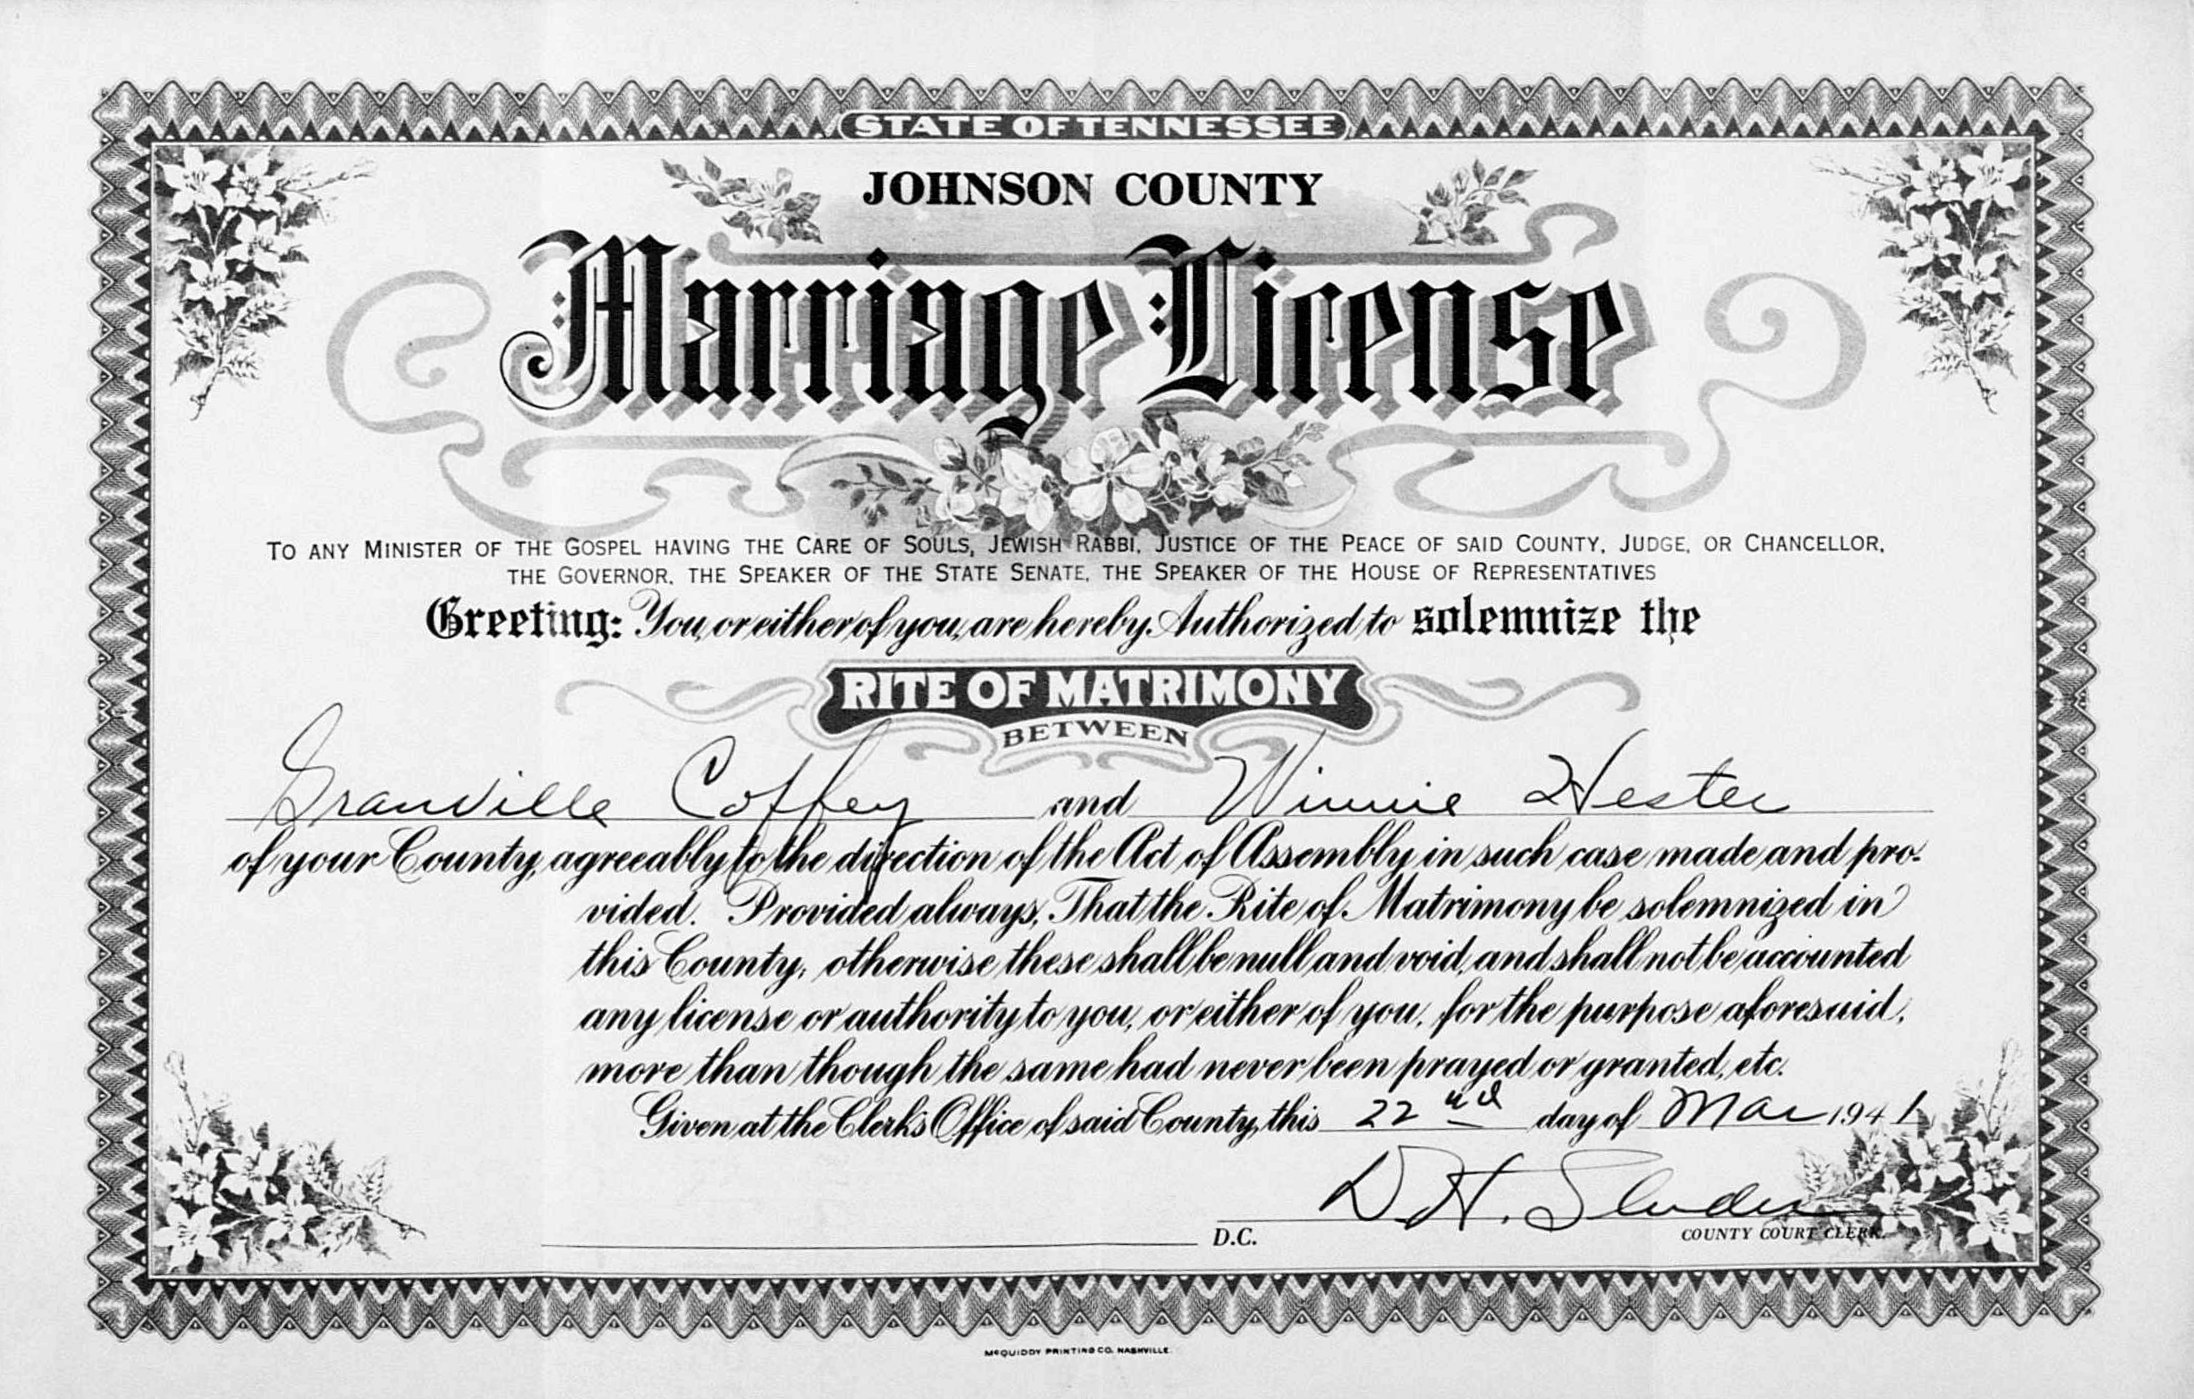 STATE OF TENNESSEE
JOHNSON COUNTY
Marriage License
TO ANY MINISTER OF THE GOSPEL HAVING THE CARE OF SOULS, JEWISH RABBI, JUSTICE OF THE PEACE OF SAID COUNTY, JUDGE, OR CHANCELLOR,
THE GOVERNOR, THE SPEAKER OF THE STATE SENATE, THE SPEAKER OF THE HOUSE OF REPRESENTATIVES
Greeting: You, or either of you, are hereby Authorized to solemnize the
RITE OF MATRIMONY
BETWEEN
Granville Coffey and Winnie Hester
of your County, agreeably to the direction of the Act of Assembly in such case made and pro-
vided. Provided always, That the Rite of Matrimony be solemnized in
this County; otherwise these shall be null and void, and shall not be accounted
any license or authority to you, or either of you, for the purpose aforesaid,
more than though the same had never been prayed or granted, etc.
Given at the Clerk's Office of said County, this 22nd day of Mar 1941
D.H.
D.C.
COUNTY COURT CLERK.
McQUIDDY PRINTING CO. NASHVILLE